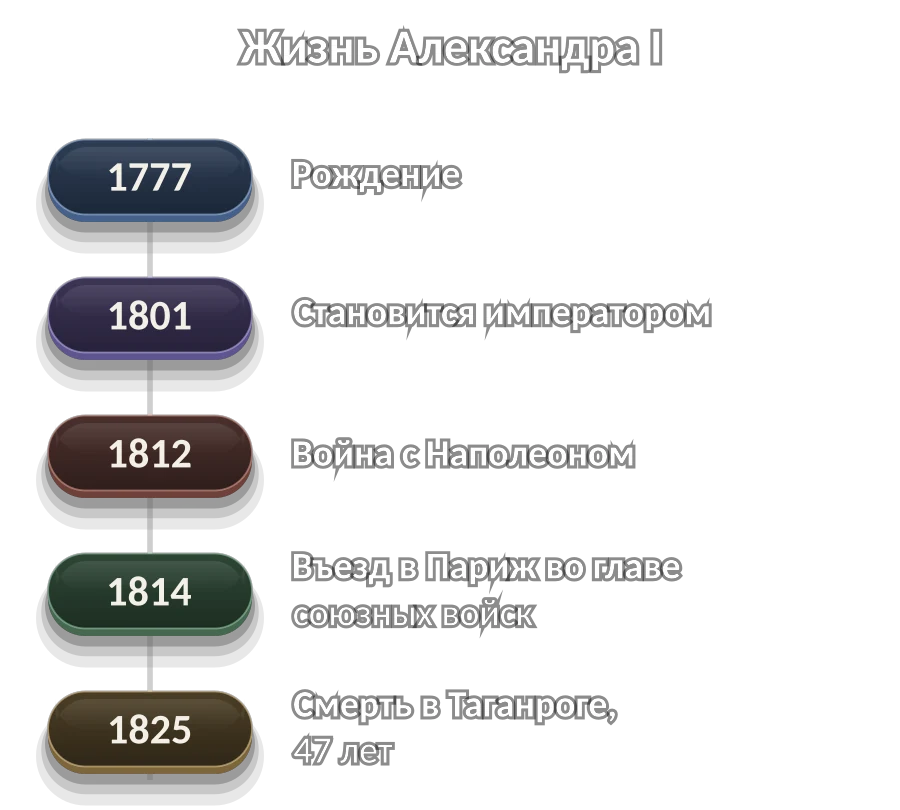 Жизнь Александра I
1777
Рождение
1801
Становится императором
1812
Война с Наполеоном
1814
Въезд в Париж во главе
союзных войск
1825
Смерть в Таганроге,
47 лет